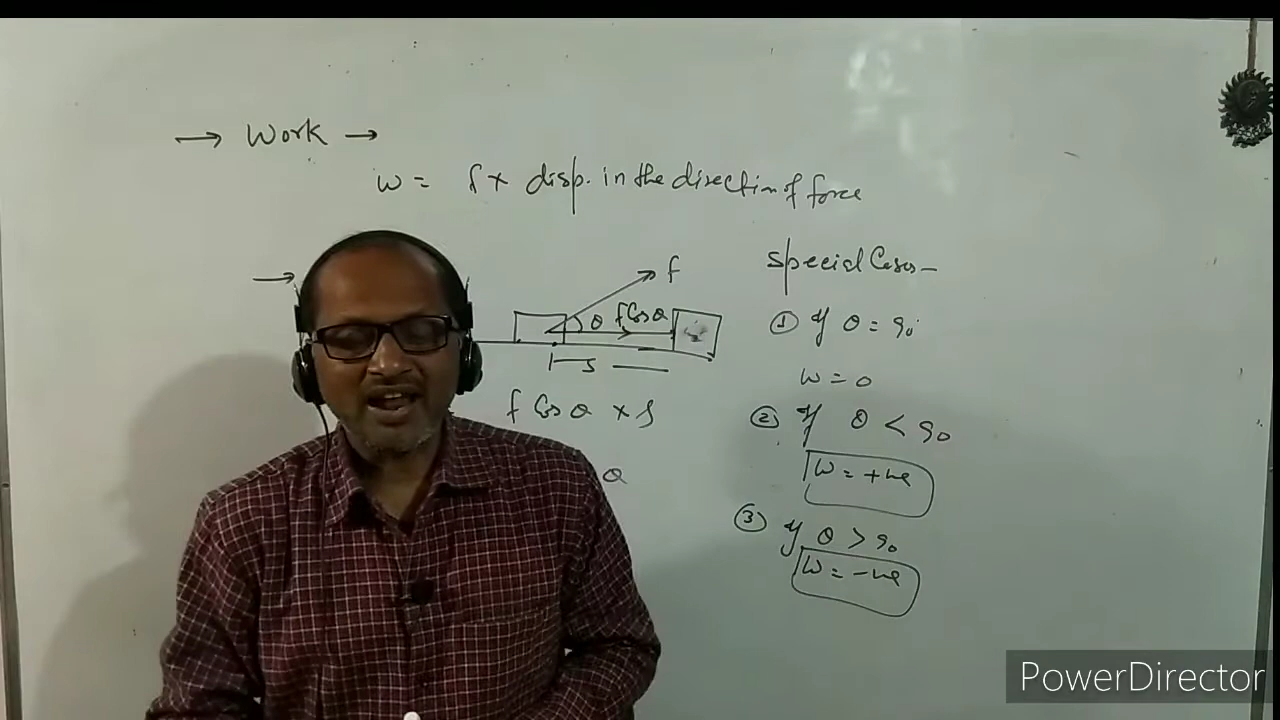 → Work →
W = f x disp. in the direction of force
→
f
θ
f Cos θ
S
f Cos θ x S
θ
Special Cases -
① If θ = 90°
W = 0
② If θ < 90
W = +ve
③ If θ > 90
W = -ve
PowerDirector